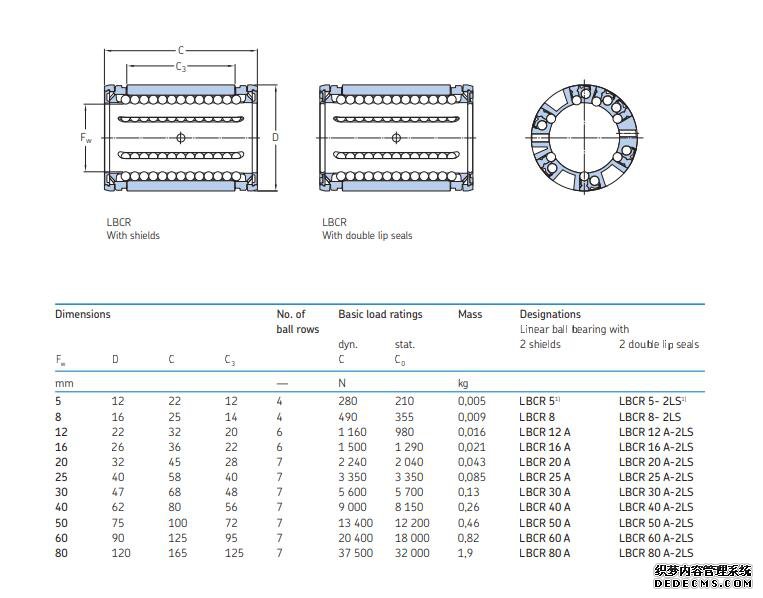 C
C3
Fw
D
LBCR
With shields
LBCR
With double lip seals
Dimensions No. of ball rows Basic load ratings Mass Designations
Linear ball bearing with
dyn. stat. 2 shields 2 double lip seals
Fw D C C3 C C0
mm — N kg
5 12 22 12 4 280 210 0,005 LBCR 5¹⁾ LBCR 5- 2LS¹⁾
8 16 25 14 4 490 355 0,009 LBCR 8 LBCR 8- 2LS
12 22 32 20 6 1 160 980 0,016 LBCR 12 A LBCR 12 A-2LS
16 26 36 22 6 1 500 1 290 0,021 LBCR 16 A LBCR 16 A-2LS
20 32 45 28 7 2 240 2 040 0,043 LBCR 20 A LBCR 20 A-2LS
25 40 58 40 7 3 350 3 350 0,085 LBCR 25 A LBCR 25 A-2LS
30 47 68 48 7 5 600 5 700 0,13 LBCR 30 A LBCR 30 A-2LS
40 62 80 56 7 9 000 8 150 0,26 LBCR 40 A LBCR 40 A-2LS
50 75 100 72 7 13 400 12 200 0,46 LBCR 50 A LBCR 50 A-2LS
60 90 125 95 7 20 400 18 000 0,82 LBCR 60 A LBCR 60 A-2LS
80 120 165 125 7 37 500 32 000 1,9 LBCR 80 A LBCR 80 A-2LS
织梦内容管理系统
DEDECMS.COM